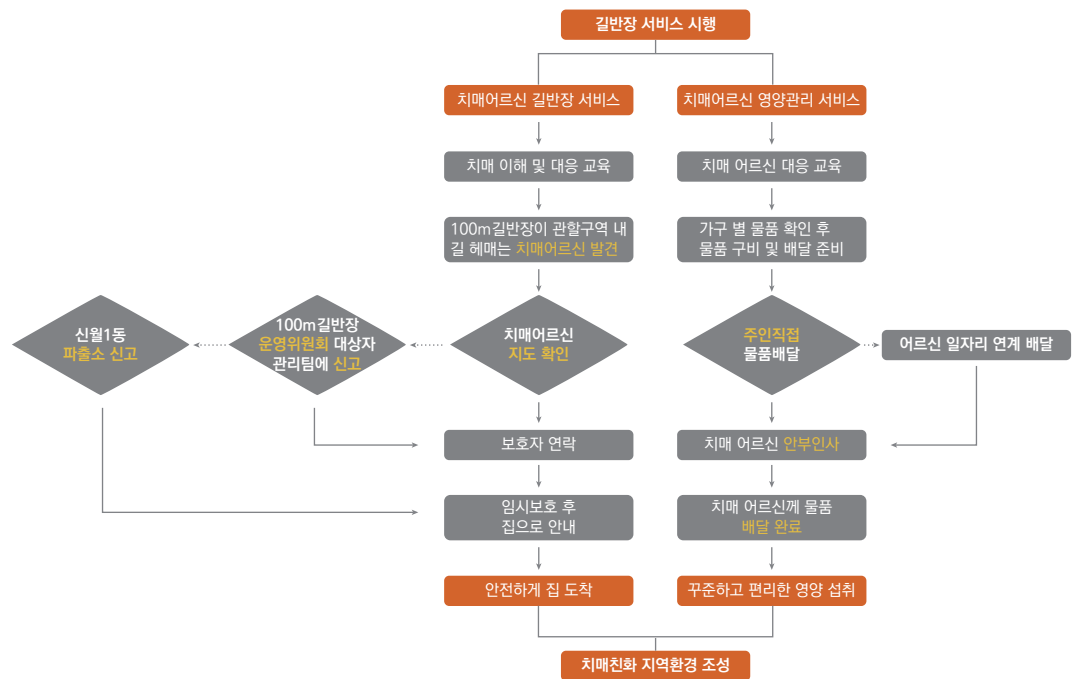 길반장 서비스 시행
치매어르신 길반장 서비스
치매어르신 영양관리 서비스
치매 이해 및 대응 교육
치매 어르신 대응 교육
100m길반장이 관할구역 내
길 헤매는 치매어르신 발견
가구 별 물품 확인 후
물품 구비 및 배달 준비
신월1동
파출소 신고
100m길반장
운영위원회 대상자
관리팀에 신고
치매어르신
지도 확인
주인직접
물품배달
어르신 일자리 연계 배달
보호자 연락
치매 어르신 안부인사
임시보호 후
집으로 안내
치매 어르신께 물품
배달 완료
안전하게 집 도착
꾸준하고 편리한 영양 섭취
치매친화 지역환경 조성